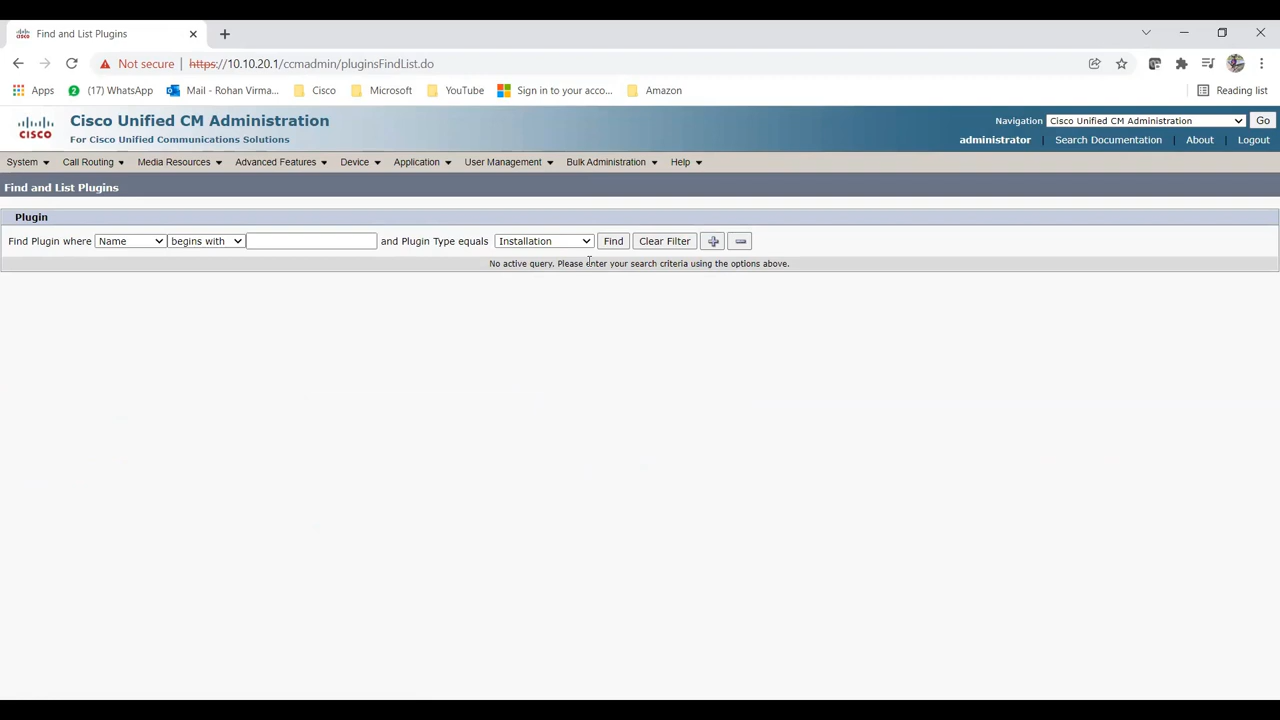 Find and List Plugins
Not secure | https://10.10.20.1/ccmadmin/pluginsFindList.do
Apps (17) WhatsApp Mail - Rohan Virma... Cisco Microsoft YouTube Sign in to your acco... Amazon Reading list
Cisco Unified CM Administration Navigation Cisco Unified CM Administration Go
CISCO For Cisco Unified Communications Solutions administrator | Search Documentation | About | Logout
System Call Routing Media Resources Advanced Features Device Application User Management Bulk Administration Help
Find and List Plugins
Plugin
Find Plugin where Name begins with and Plugin Type equals Installation Find Clear Filter
No active query. Please enter your search criteria using the options above.